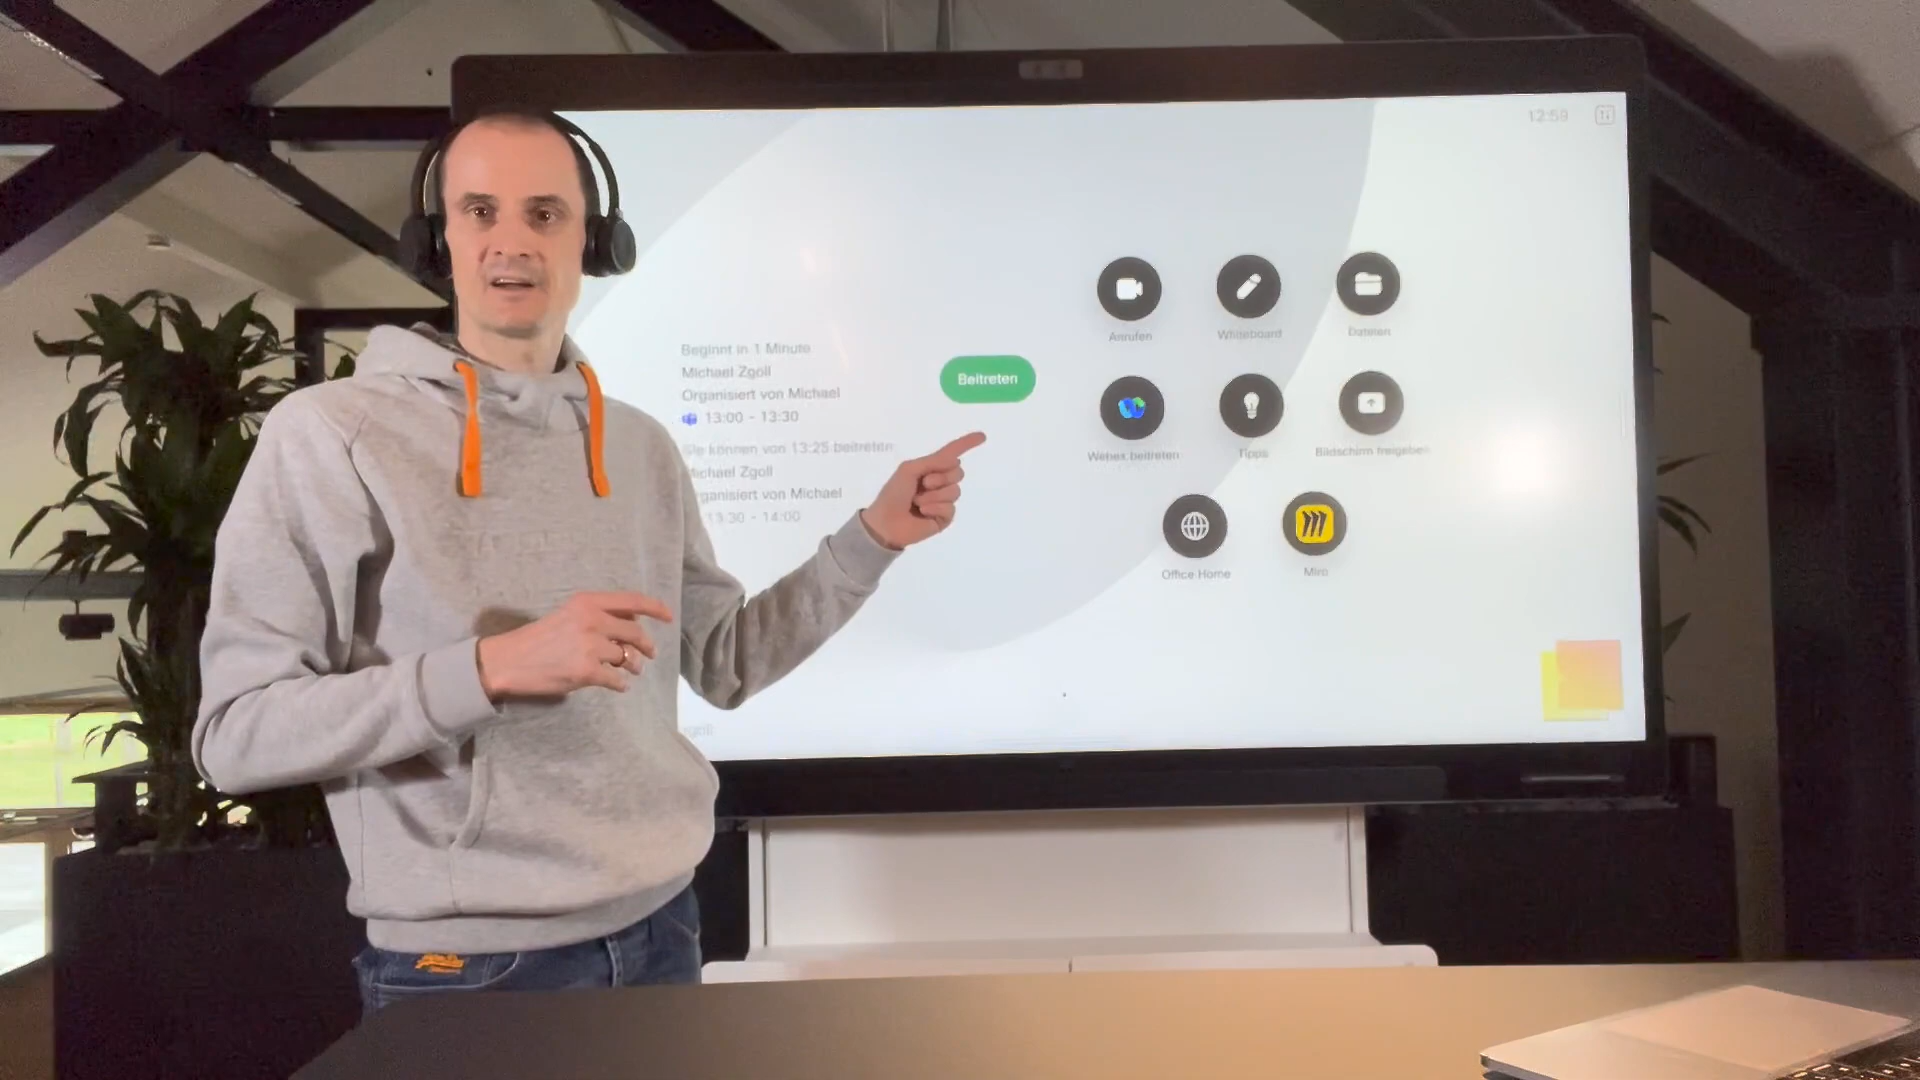 12:59
Beginnt in 1 Minute
Michael Zgoll
Organisiert von Michael
13:00 - 13:30
Beitreten
Sie können von 13:25 beitreten
Michael Zgoll
Organisiert von Michael
13:30 - 14:00
Anrufen
Whiteboard
Dateien
Webex beitreten
Tipps
Bildschirm freigeben
Office Home
Miro